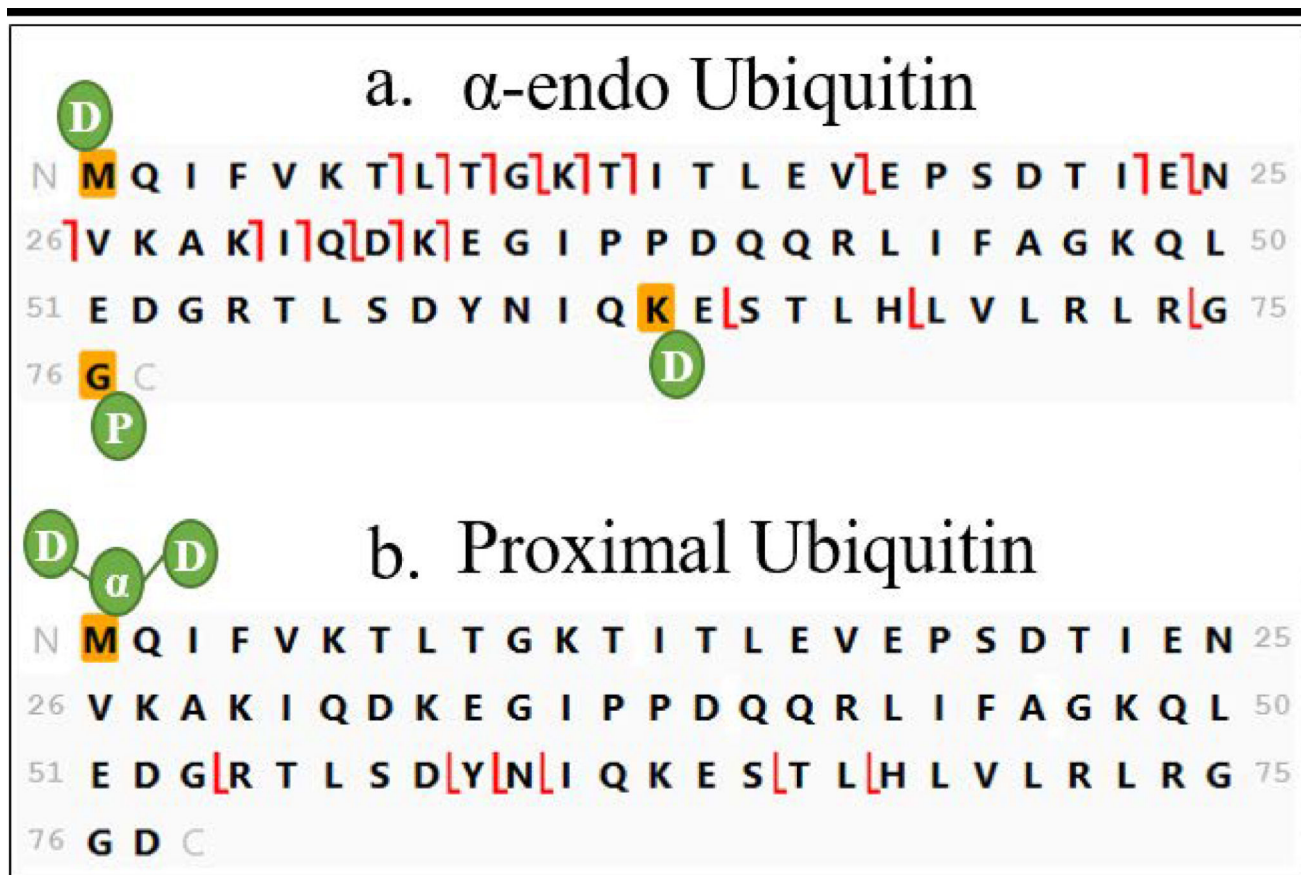 a. α-endo Ubiquitin
D
N M Q I F V K T L T G K T I T L E V E P S D T I E N 25
26 V K A K I Q D K E G I P P D Q Q R L I F A G K Q L 50
51 E D G R T L S D Y N I Q K E S T L H L V L R L R G 75
D
76 G C
P
b. Proximal Ubiquitin
D α D
N M Q I F V K T L T G K T I T L E V E P S D T I E N 25
26 V K A K I Q D K E G I P P D Q Q R L I F A G K Q L 50
51 E D G R T L S D Y N I Q K E S T L H L V L R L R G 75
76 G D C